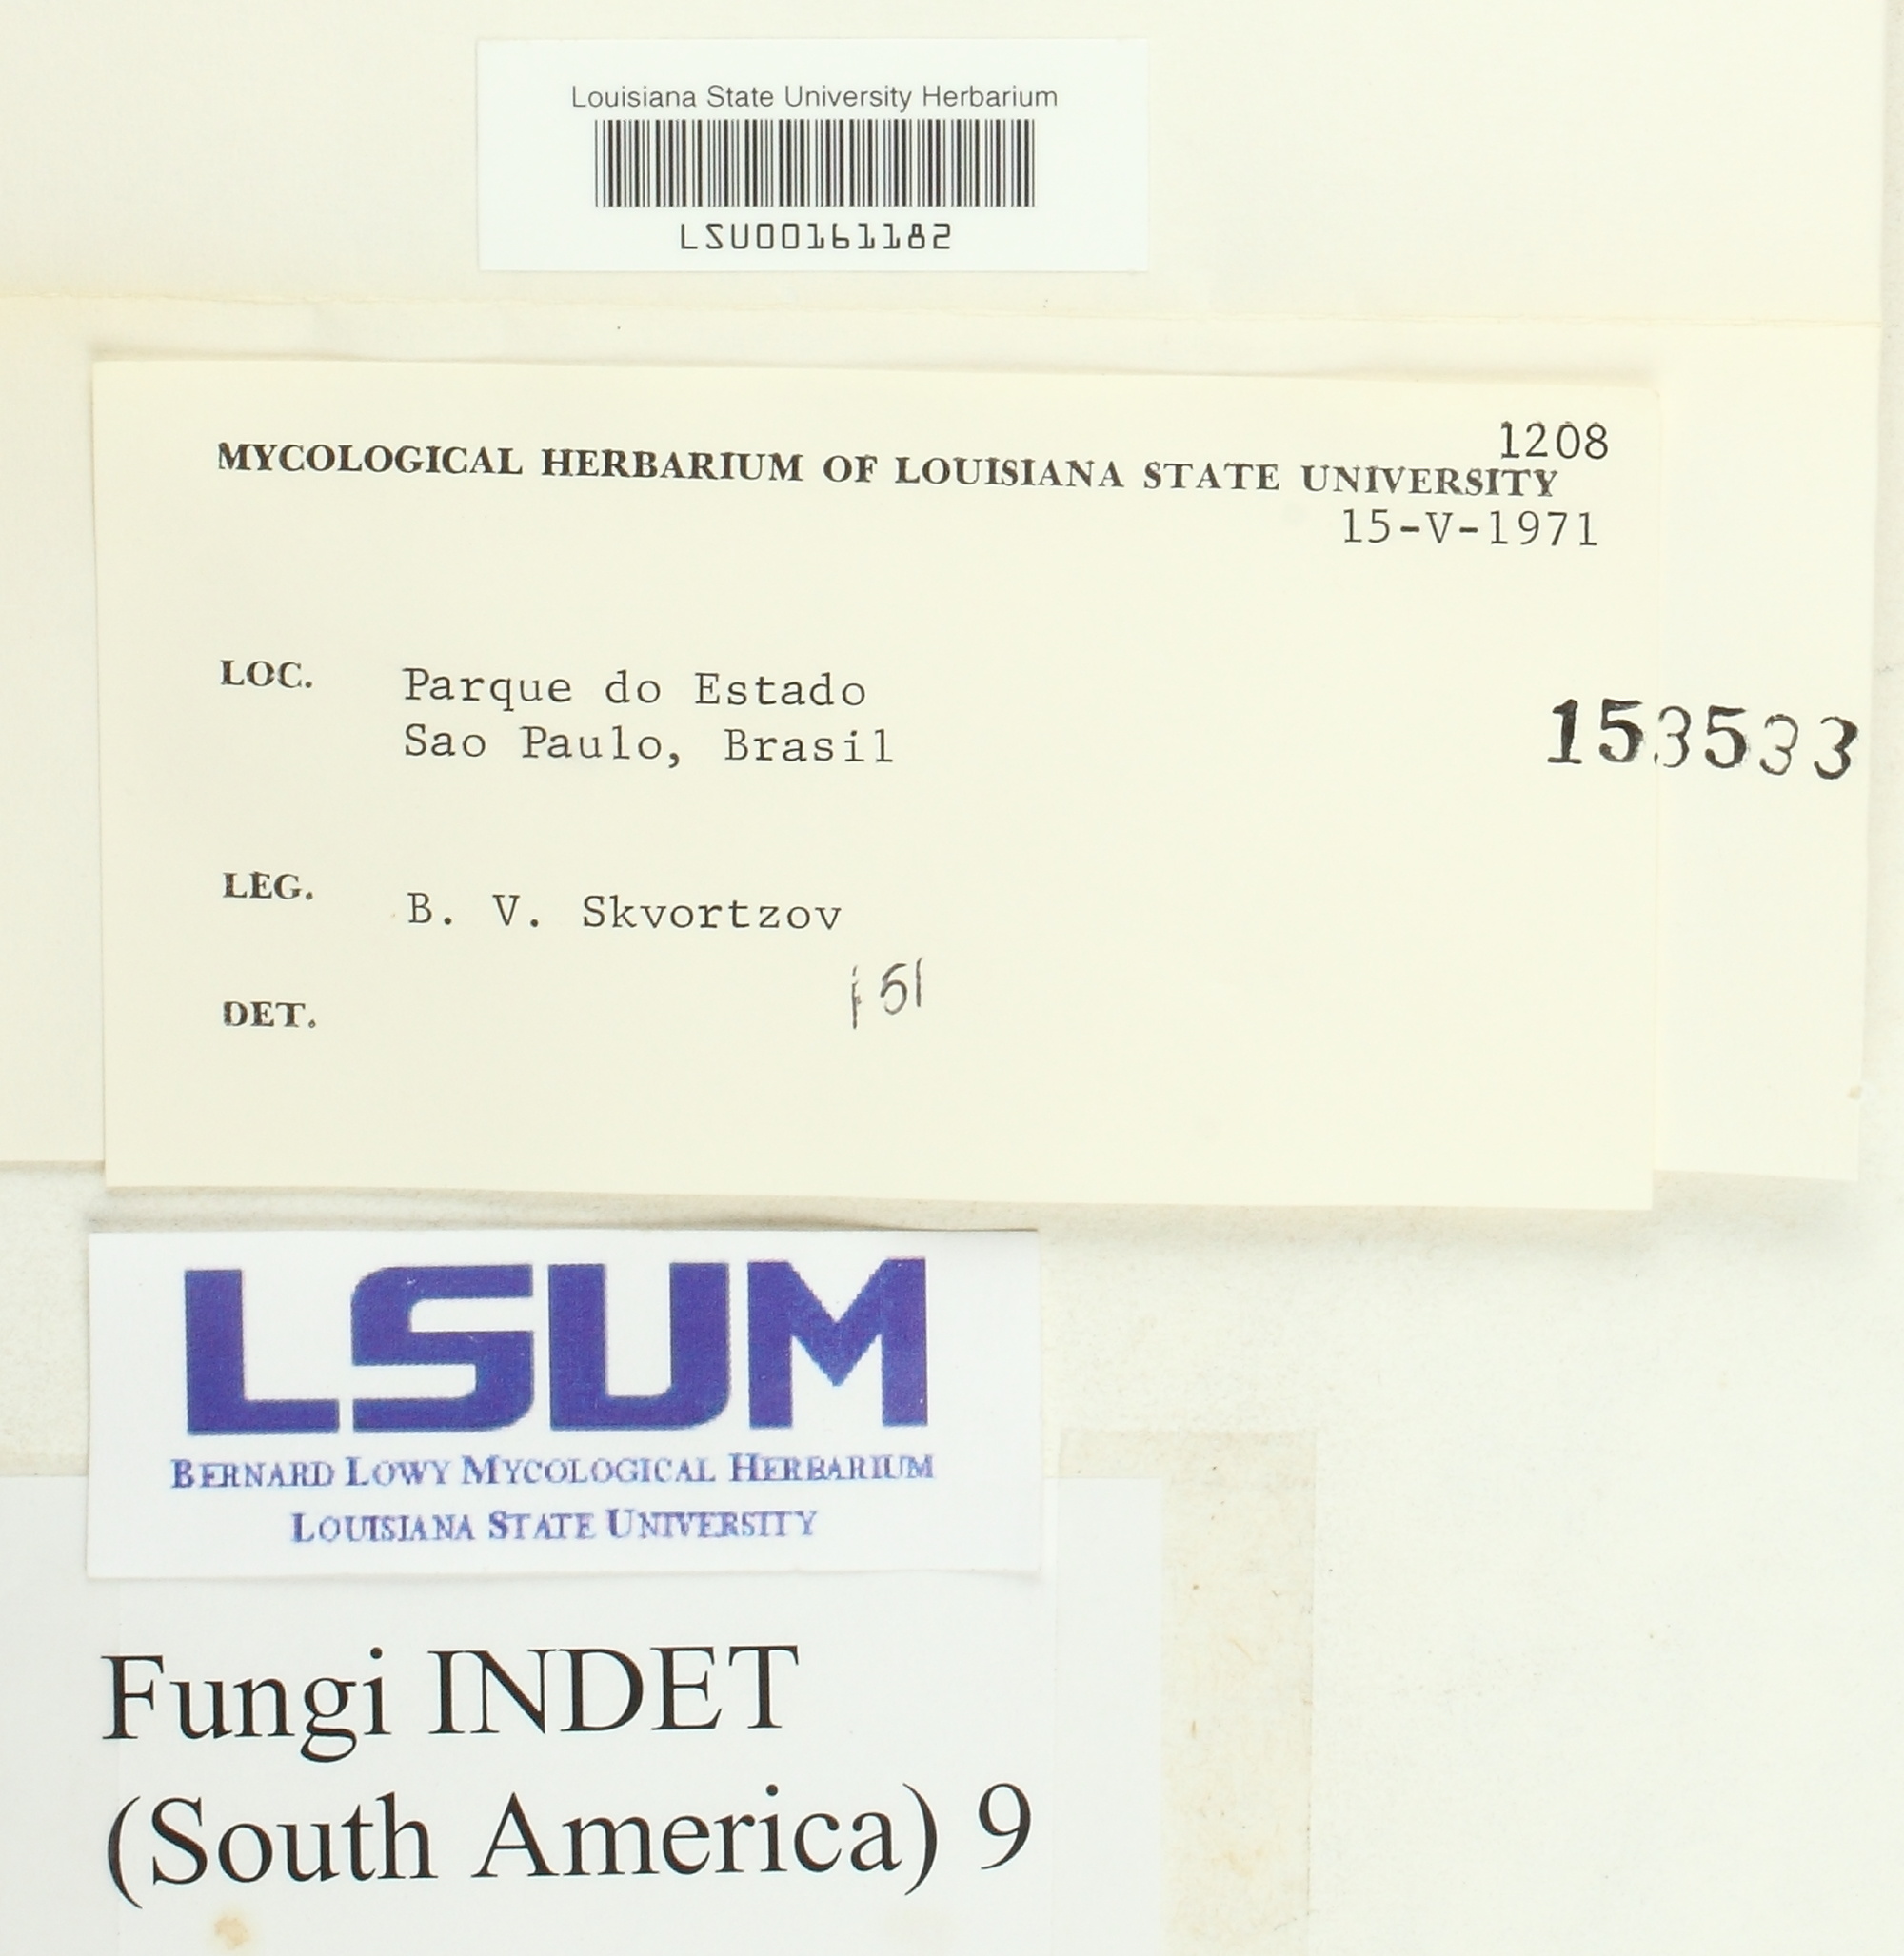 Louisiana State University Herbarium
LSU00161182
1208
MYCOLOGICAL HERBARIUM OF LOUISIANA STATE UNIVERSITY
15-V-1971
LOC. Parque do Estado
Sao Paulo, Brasil
153533
LEG. B. V. Skvortzov
151
DET.
LSUM
BERNARD LOWY MYCOLOGICAL HERBARIUM
LOUISIANA STATE UNIVERSITY
Fungi INDET
(South America) 9